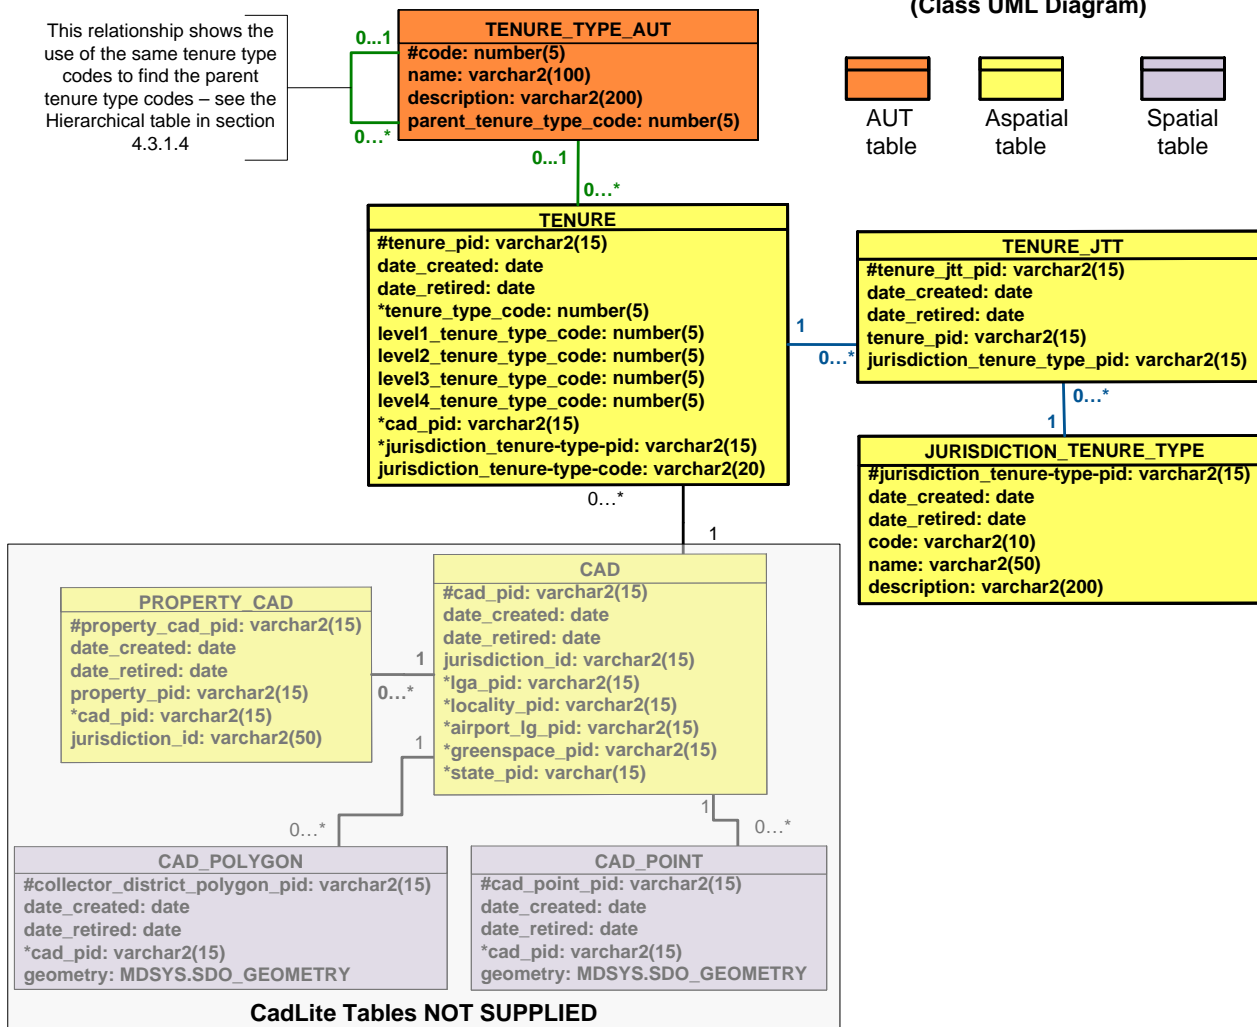 (Class UML Diagram)
This relationship shows the
use of the same tenure type
codes to find the parent
tenure type codes – see the
Hierarchical table in section
4.3.1.4
0...1
0...*
TENURE_TYPE_AUT
#code: number(5)
name: varchar2(100)
description: varchar2(200)
parent_tenure_type_code: number(5)
AUT
table
Aspatial
table
Spatial
table
0...1
0...*
TENURE
#tenure_pid: varchar2(15)
date_created: date
date_retired: date
*tenure_type_code: number(5)
level1_tenure_type_code: number(5)
level2_tenure_type_code: number(5)
level3_tenure_type_code: number(5)
level4_tenure_type_code: number(5)
*cad_pid: varchar2(15)
*jurisdiction_tenure-type-pid: varchar2(15)
jurisdiction_tenure-type-code: varchar2(20)
1
0...*
TENURE_JTT
#tenure_jtt_pid: varchar2(15)
date_created: date
date_retired: date
tenure_pid: varchar2(15)
jurisdiction_tenure_type_pid: varchar2(15)
0...*
1
JURISDICTION_TENURE_TYPE
#jurisdiction_tenure-type-pid: varchar2(15)
date_created: date
date_retired: date
code: varchar2(10)
name: varchar2(50)
description: varchar2(200)
0...*
1
CAD
#cad_pid: varchar2(15)
date_created: date
date_retired: date
jurisdiction_id: varchar2(15)
*lga_pid: varchar2(15)
*locality_pid: varchar2(15)
*airport_lg_pid: varchar2(15)
*greenspace_pid: varchar2(15)
*state_pid: varchar(15)
PROPERTY_CAD
#property_cad_pid: varchar2(15)
date_created: date
date_retired: date
property_pid: varchar2(15)
*cad_pid: varchar2(15)
jurisdiction_id: varchar2(50)
1
0...*
1
0...*
1
0...*
CAD_POLYGON
#collector_district_polygon_pid: varchar2(15)
date_created: date
date_retired: date
*cad_pid: varchar2(15)
geometry: MDSYS.SDO_GEOMETRY
CAD_POINT
#cad_point_pid: varchar2(15)
date_created: date
date_retired: date
*cad_pid: varchar2(15)
geometry: MDSYS.SDO_GEOMETRY
CadLite Tables NOT SUPPLIED